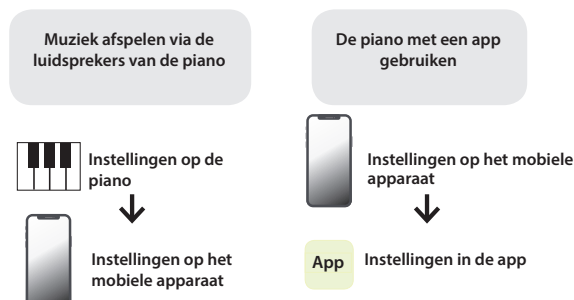 Muziek afspelen via de
luidsprekers van de piano
Instellingen op de
piano
Instellingen op het
mobiele apparaat
De piano met een app
gebruiken
Instellingen op het mobiele
apparaat
App
Instellingen in de app